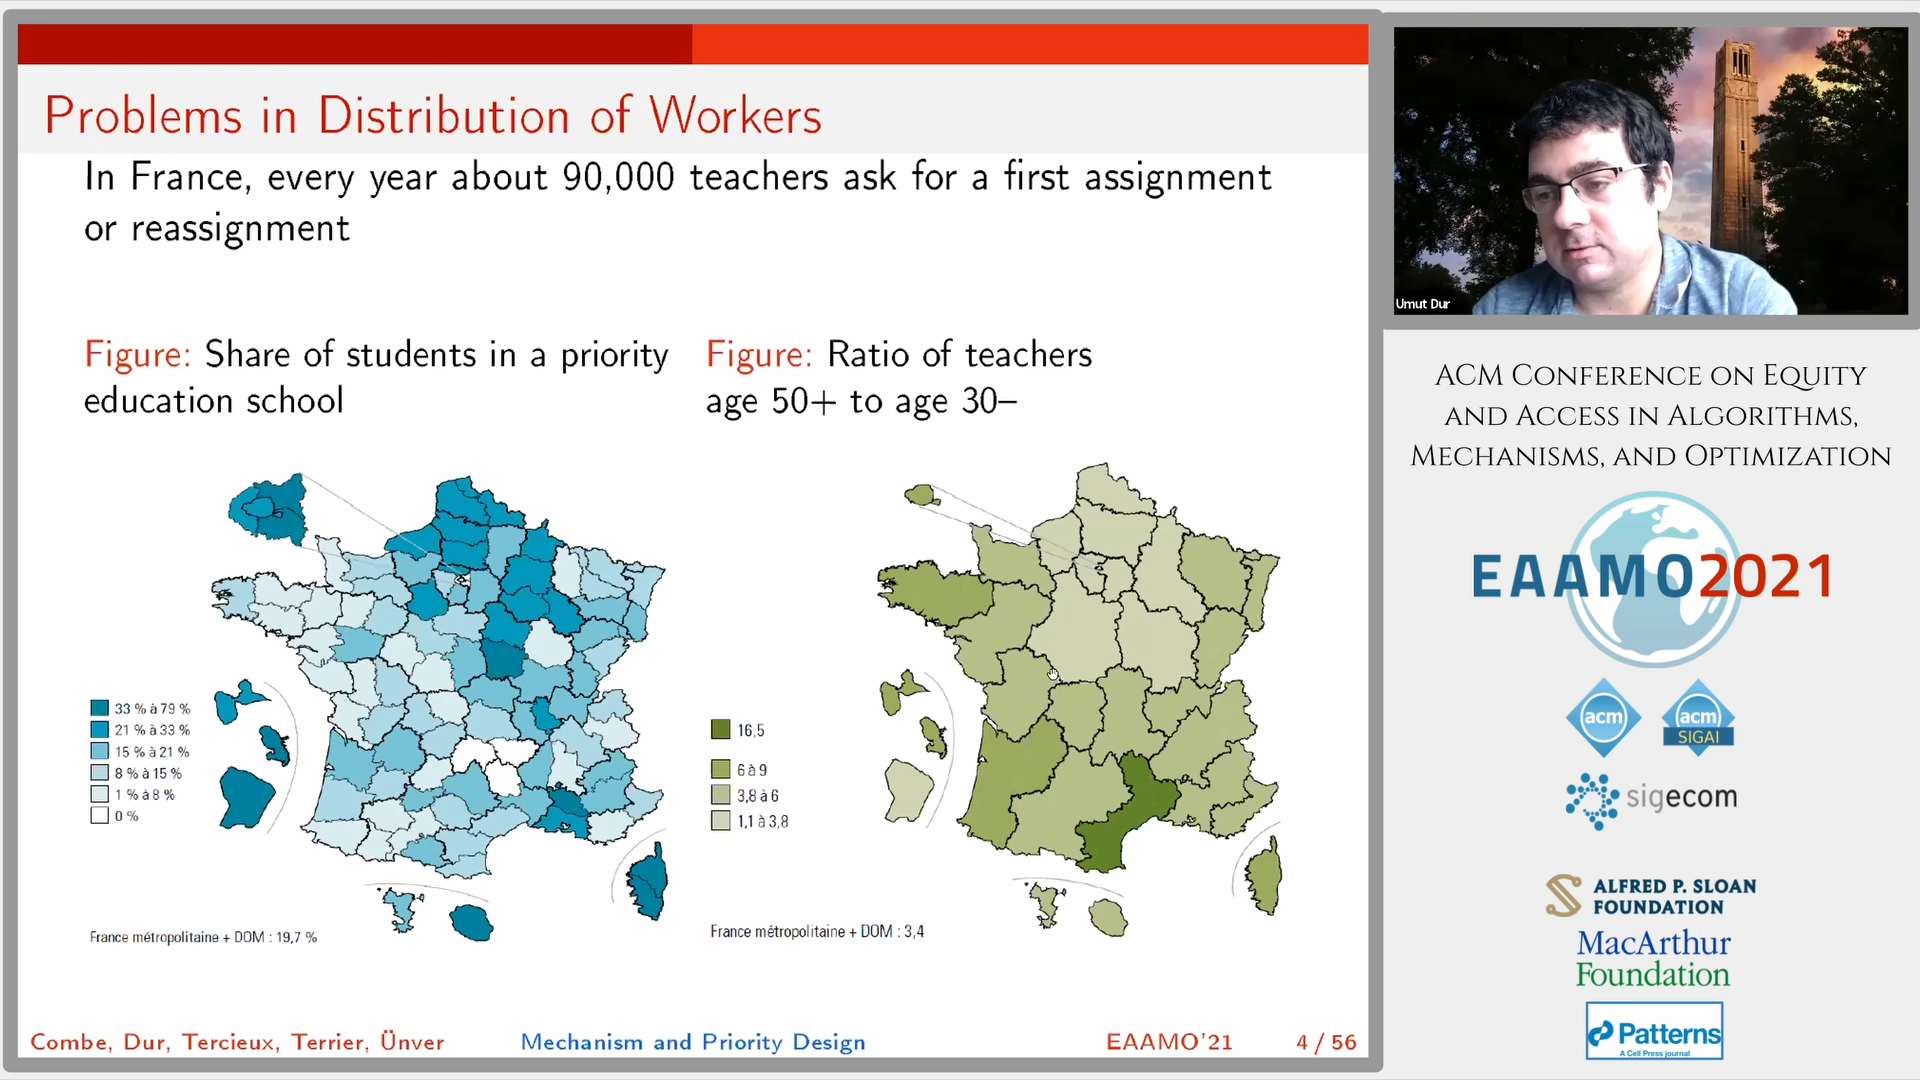 Problems in Distribution of Workers
In France, every year about 90,000 teachers ask for a first assignment
or reassignment
Figure: Share of students in a priority
education school
Figure: Ratio of teachers
age 50+ to age 30–
33 % à 79 %
21 % à 33 %
15 % à 21 %
8 % à 15 %
1 % à 8 %
0 %
France métropolitaine + DOM : 19,7 %
16,5
6 à 9
3,8 à 6
1,1 à 3,8
France métropolitaine + DOM : 3,4
Combe, Dur, Tercieux, Terrier, Ünver
Mechanism and Priority Design
EAAMO'21
4 / 56
Umut Dur
ACM Conference on Equity
and Access in Algorithms,
Mechanisms, and Optimization
EAAMO2021
acm
acm
SIGAI
sigecom
ALFRED P. SLOAN
FOUNDATION
MacArthur
Foundation
Patterns
A Cell Press journal